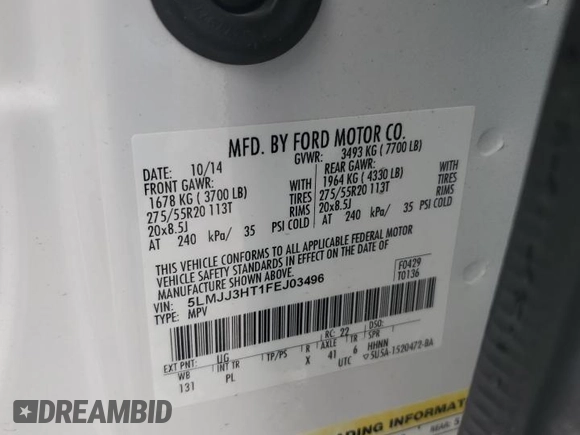 MFD. BY FORD MOTOR CO.
DATE: 10/14 GVWR: 3493 KG ( 7700 LB)
FRONT GAWR: REAR GAWR:
1678 KG ( 3700 LB) WITH 1964 KG ( 4330 LB) WITH
275/55R20 113T TIRES 275/55R20 113T TIRES
20x8.5J RIMS 20x8.5J RIMS
AT 240 kPa/ 35 PSI COLD AT 240 kPa/ 35 PSI COLD
THIS VEHICLE CONFORMS TO ALL APPLICABLE FEDERAL MOTOR
VEHICLE SAFETY STANDARDS IN EFFECT ON THE DATE OF
MANUFACTURE SHOWN ABOVE.
VIN: 5LMJJ3HT1FEJ03496 F0429
TYPE: MPV T0136
EXT PNT: UG RC: 22 DSO:
WB INT TR TP/PS R AXLE TR SPR
131 PL X 41 6 HHNN
UTC 5U5A-1520472-BA
DING INFORMAT
DREAMBID